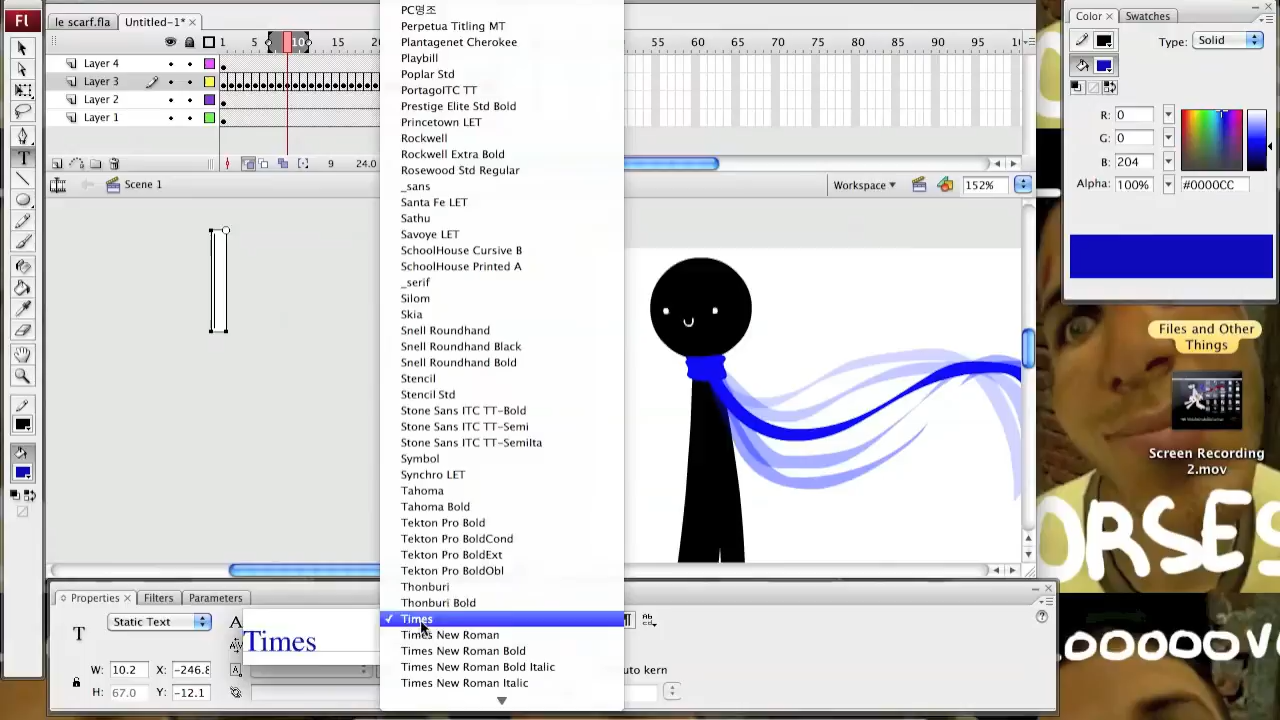 Fl
le scarf.fla
Untitled-1*
1
5
10
15
20
55
60
65
70
75
80
85
90
95
Layer 4
Layer 3
Layer 2
Layer 1
9
24.0
Scene 1
Workspace
152%
PC명조
Perpetua Titling MT
Plantagenet Cherokee
Playbill
Poplar Std
PortagoITC TT
Prestige Elite Std Bold
Princetown LET
Rockwell
Rockwell Extra Bold
Rosewood Std Regular
_sans
Santa Fe LET
Sathu
Savoye LET
SchoolHouse Cursive B
SchoolHouse Printed A
_serif
Silom
Skia
Snell Roundhand
Snell Roundhand Black
Snell Roundhand Bold
Stencil
Stencil Std
Stone Sans ITC TT-Bold
Stone Sans ITC TT-Semi
Stone Sans ITC TT-SemiIta
Symbol
Synchro LET
Tahoma
Tahoma Bold
Tekton Pro Bold
Tekton Pro BoldCond
Tekton Pro BoldExt
Tekton Pro BoldObl
Thonburi
Thonburi Bold
✓ Times
Times New Roman
Times New Roman Bold
Times New Roman Bold Italic
Times New Roman Italic
Color
Swatches
Type: Solid
R: 0
G: 0
B: 204
Alpha: 100%
#0000CC
Files and Other
Things
Screen Recording
2.mov
Properties
Filters
Parameters
T
Static Text
A
Times
W: 10.2
X: -246.8
H: 67.0
Y: -12.1
uto kern